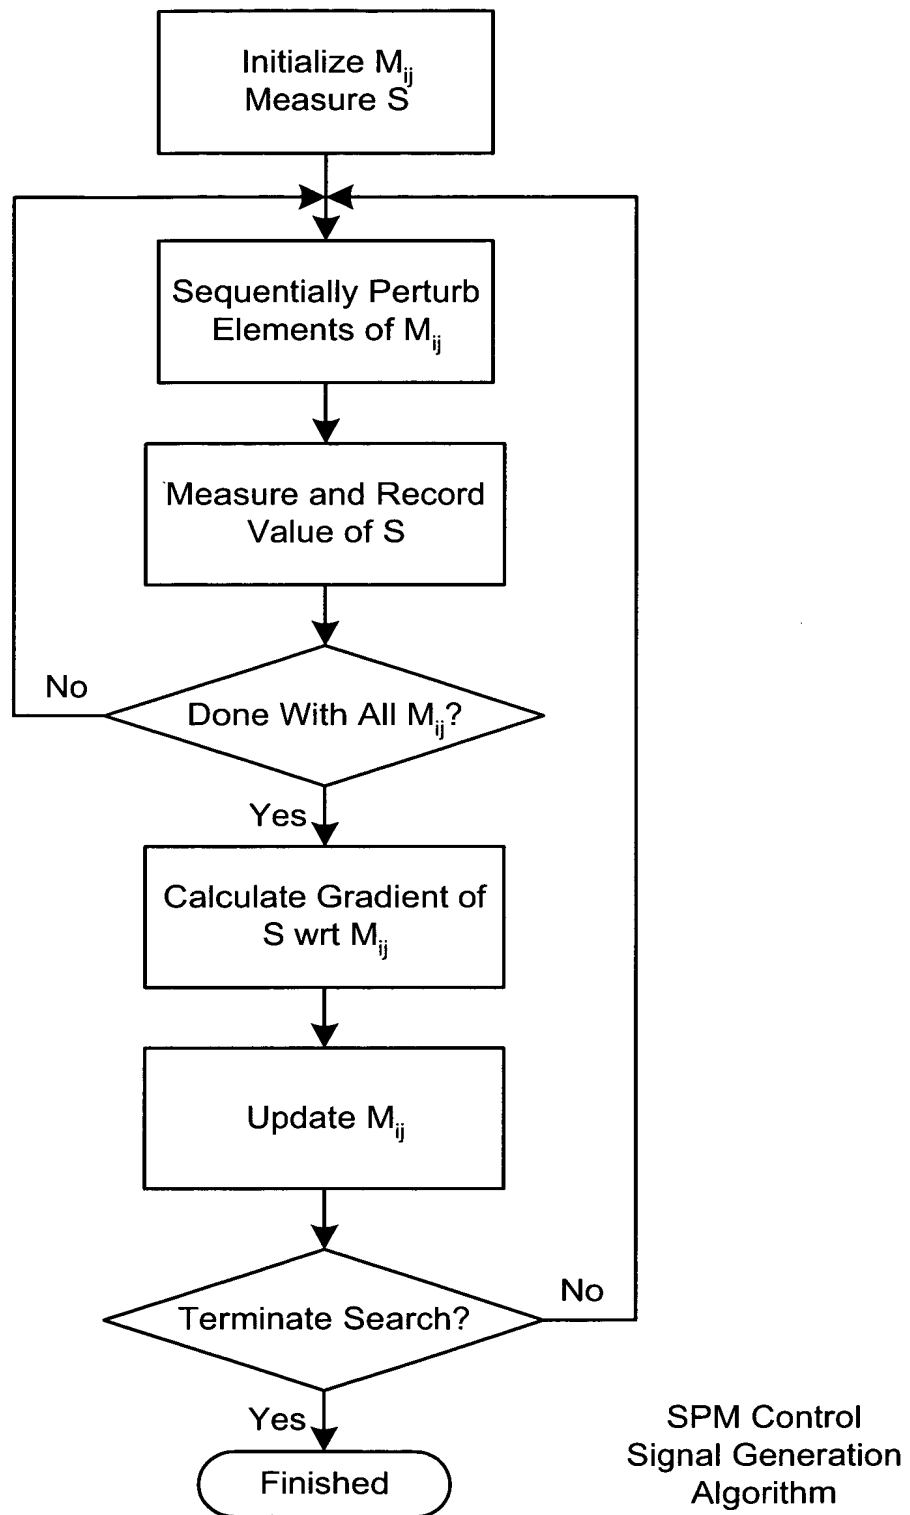 Initialize M_ij
Measure S
Sequentially Perturb
Elements of M_ij
Measure and Record
Value of S
No
Done With All M_ij?
Yes
Calculate Gradient of
S wrt M_ij
Update M_ij
No
Terminate Search?
Yes
Finished
SPM Control
Signal Generation
Algorithm